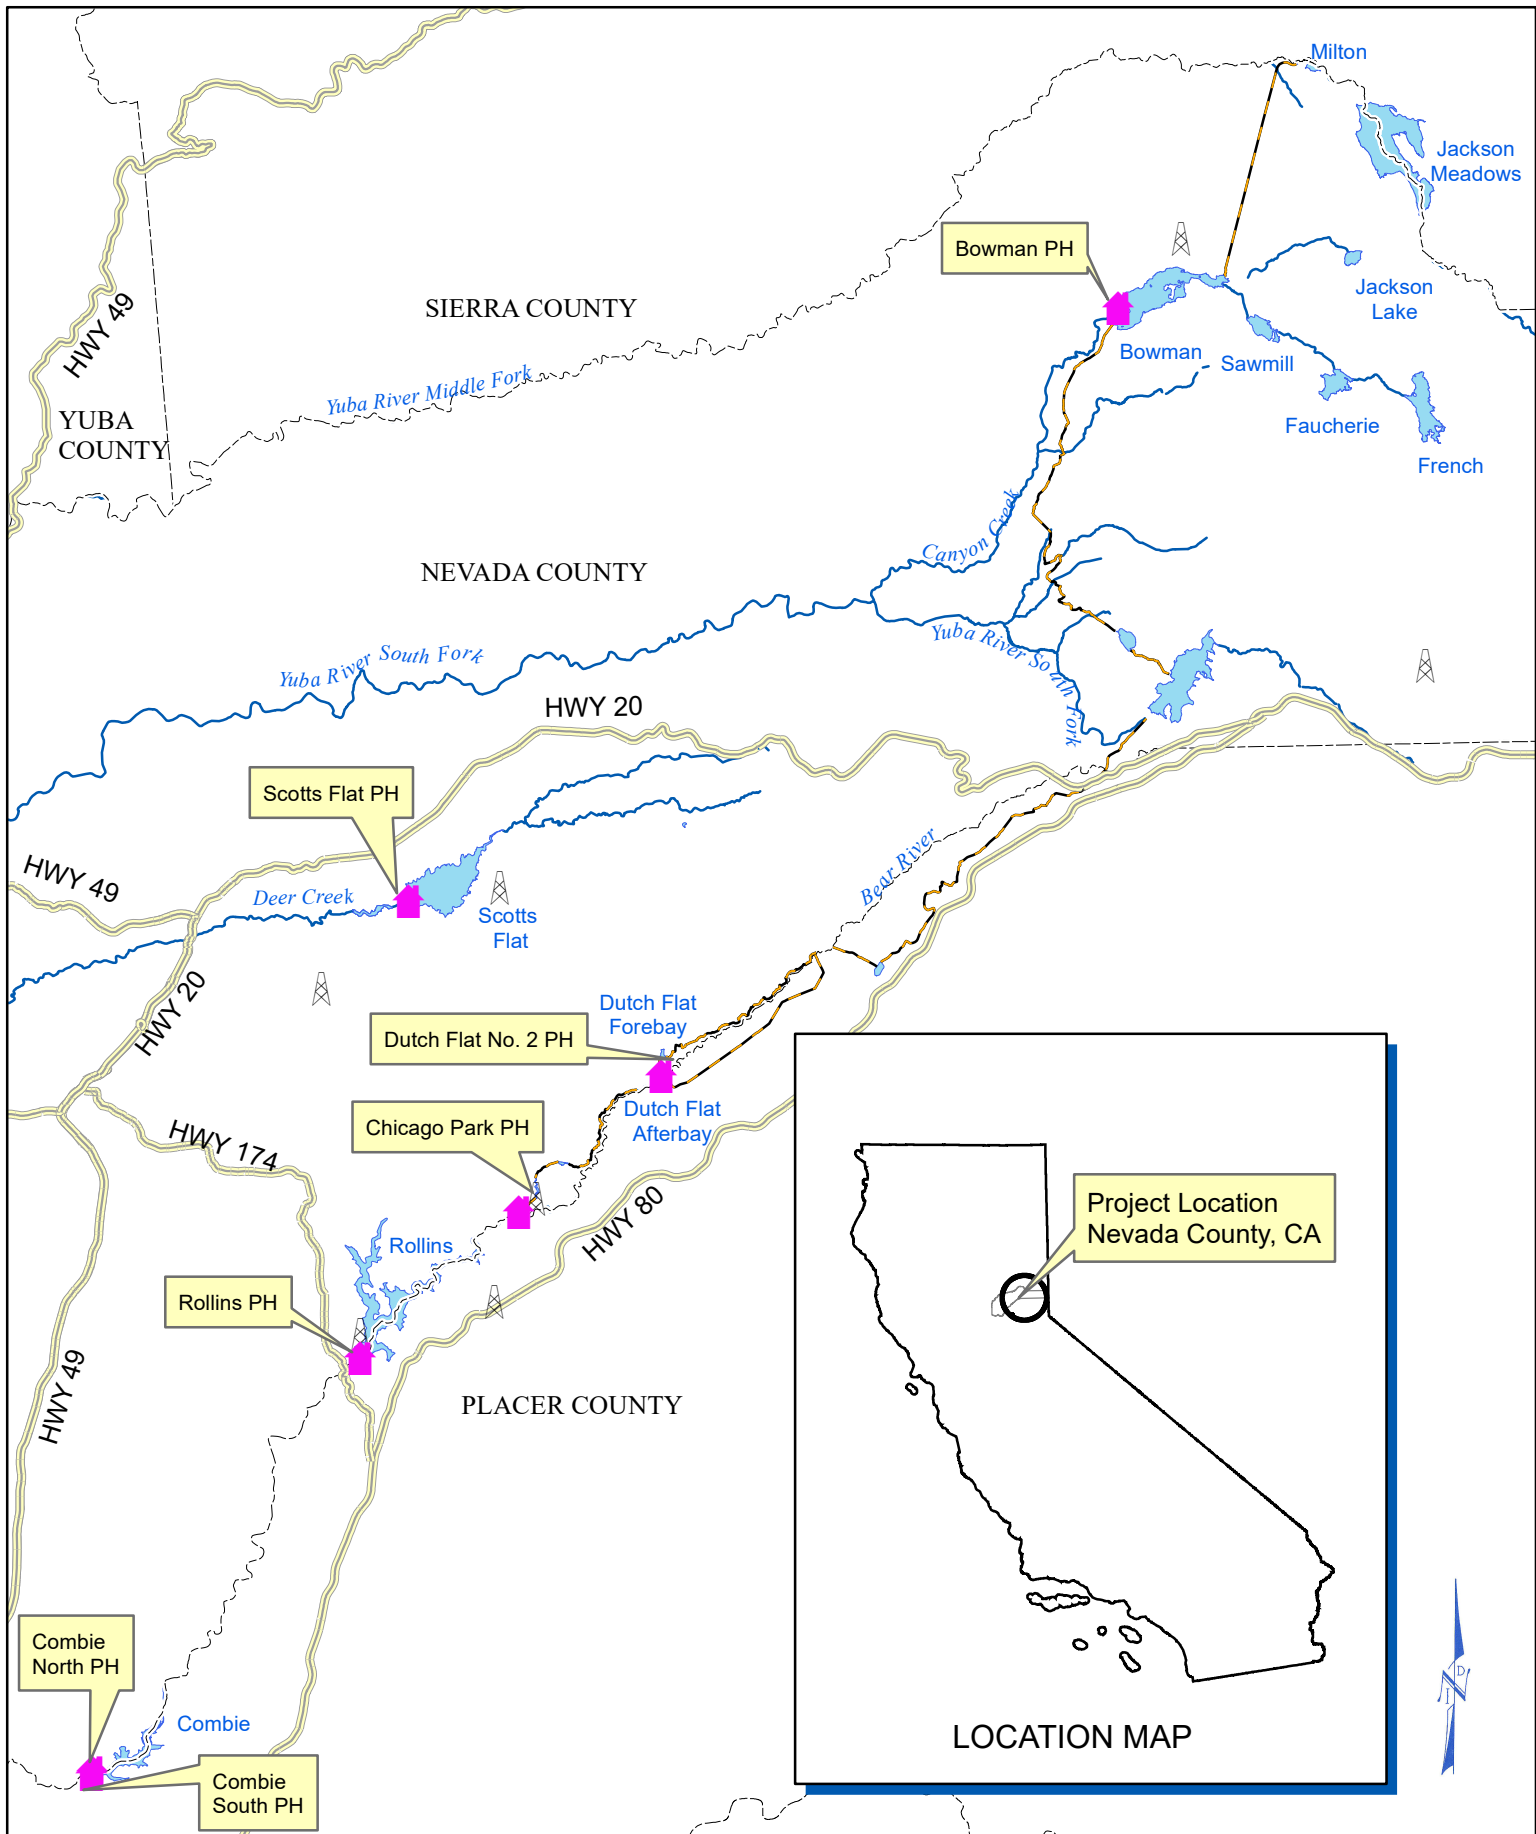 Milton
Jackson
Meadows
Bowman PH
Jackson
Lake
SIERRA COUNTY
HWY 49
Bowman
Sawmill
Yuba River Middle Fork
YUBA
COUNTY
Faucherie
French
Canyon Creek
NEVADA COUNTY
Yuba River South Fork
Yuba River South Fork
HWY 20
Scotts Flat PH
Bear River
HWY 49
Deer Creek
Scotts
Flat
HWY 20
Dutch Flat
Forebay
Dutch Flat No. 2 PH
Dutch Flat
Afterbay
Chicago Park PH
HWY 174
HWY 80
Project Location
Nevada County, CA
Rollins
Rollins PH
HWY 49
PLACER COUNTY
Combie
North PH
Combie
Combie
South PH
LOCATION MAP
N
I
D